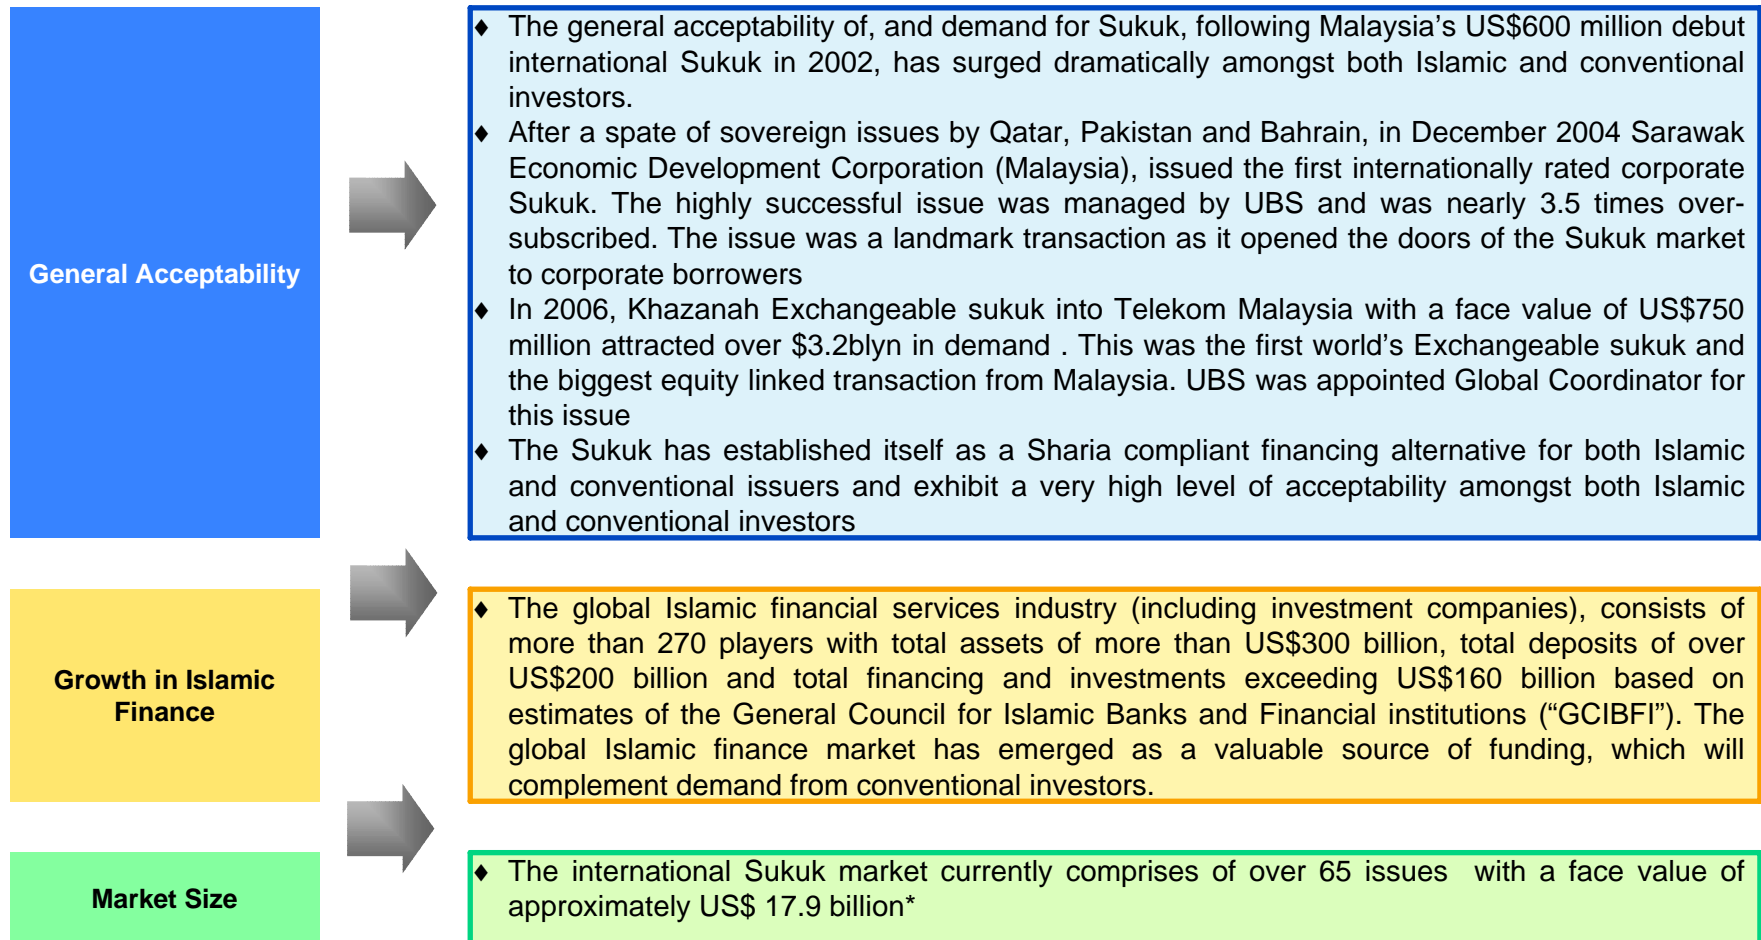 General Acceptability
♦ The general acceptability of, and demand for Sukuk, following Malaysia’s US$600 million debut
international Sukuk in 2002, has surged dramatically amongst both Islamic and conventional
investors.
♦ After a spate of sovereign issues by Qatar, Pakistan and Bahrain, in December 2004 Sarawak
Economic Development Corporation (Malaysia), issued the first internationally rated corporate
Sukuk. The highly successful issue was managed by UBS and was nearly 3.5 times over-
subscribed. The issue was a landmark transaction as it opened the doors of the Sukuk market
to corporate borrowers
♦ In 2006, Khazanah Exchangeable sukuk into Telekom Malaysia with a face value of US$750
million attracted over $3.2blyn in demand . This was the first world’s Exchangeable sukuk and
the biggest equity linked transaction from Malaysia. UBS was appointed Global Coordinator for
this issue
♦ The Sukuk has established itself as a Sharia compliant financing alternative for both Islamic
and conventional issuers and exhibit a very high level of acceptability amongst both Islamic
and conventional investors
Growth in Islamic
Finance
♦ The global Islamic financial services industry (including investment companies), consists of
more than 270 players with total assets of more than US$300 billion, total deposits of over
US$200 billion and total financing and investments exceeding US$160 billion based on
estimates of the General Council for Islamic Banks and Financial institutions (“GCIBFI”). The
global Islamic finance market has emerged as a valuable source of funding, which will
complement demand from conventional investors.
Market Size
♦ The international Sukuk market currently comprises of over 65 issues  with a face value of
approximately US$ 17.9 billion*